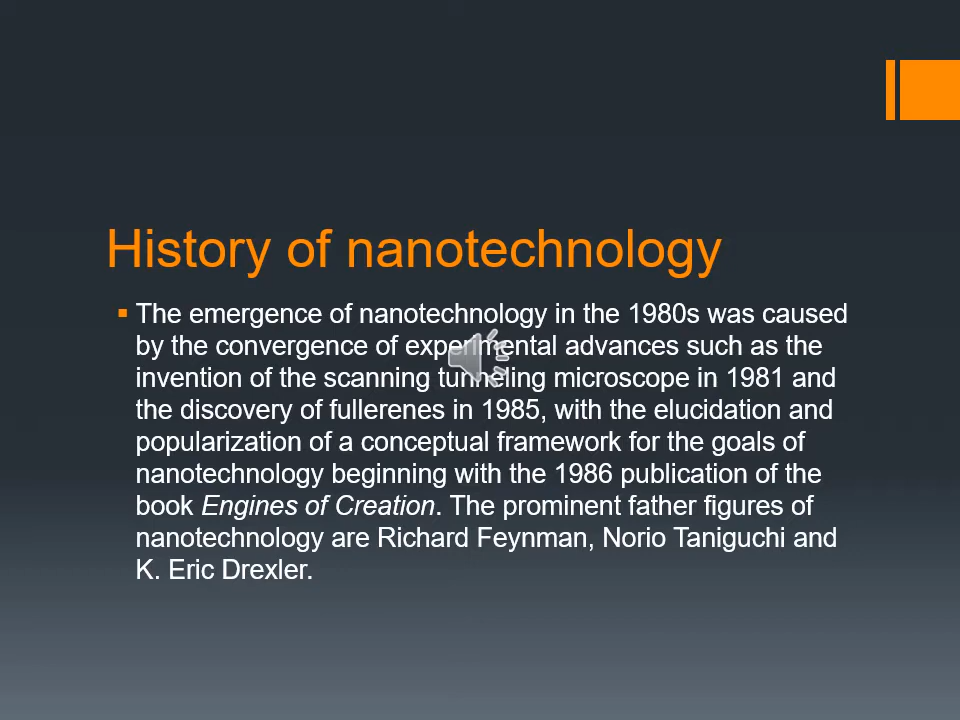 History of nanotechnology
The emergence of nanotechnology in the 1980s was caused
by the convergence of experimental advances such as the
invention of the scanning tunneling microscope in 1981 and
the discovery of fullerenes in 1985, with the elucidation and
popularization of a conceptual framework for the goals of
nanotechnology beginning with the 1986 publication of the
book Engines of Creation. The prominent father figures of
nanotechnology are Richard Feynman, Norio Taniguchi and
K. Eric Drexler.